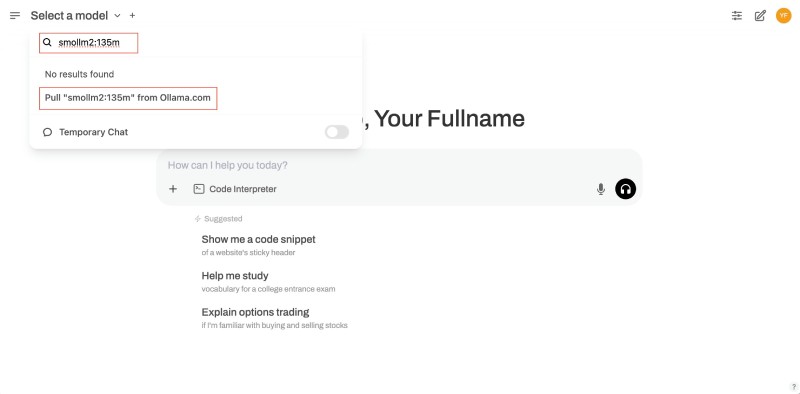 Select a model
YF
smollm2:135m
No results found
Pull "smollm2:135m" from Ollama.com
Temporary Chat
, Your Fullname
How can I help you today?
Code Interpreter
Suggested
Show me a code snippet
of a website's sticky header
Help me study
vocabulary for a college entrance exam
Explain options trading
if I'm familiar with buying and selling stocks
?